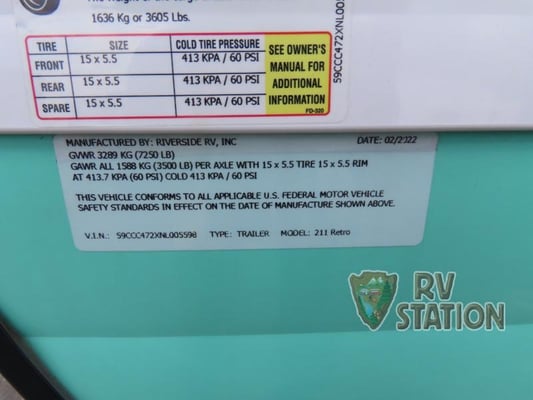 1636 Kg or 3605 Lbs.
TIRE SIZE COLD TIRE PRESSURE
FRONT 15 x 5.5 413 KPA / 60 PSI
REAR 15 x 5.5 413 KPA / 60 PSI
SPARE 15 x 5.5 413 KPA / 60 PSI
SEE OWNER'S
MANUAL FOR
ADDITIONAL
INFORMATION
PD-320
MANUFACTURED BY: RIVERSIDE RV, INC DATE: 02/2022
GVWR 3289 KG (7250 LB)
GAWR ALL 1588 KG (3500 LB) PER AXLE WITH 15 x 5.5 TIRE 15 x 5.5 RIM
AT 413.7 KPA (60 PSI) COLD 413 KPA / 60 PSI
THIS VEHICLE CONFORMS TO ALL APPLICABLE U.S. FEDERAL MOTOR VEHICLE
SAFETY STANDARDS IN EFFECT ON THE DATE OF MANUFACTURE SHOWN ABOVE.
V.I.N.: 59CCC472XNL005598 TYPE: TRAILER MODEL: 211 Retro
RV
STATION